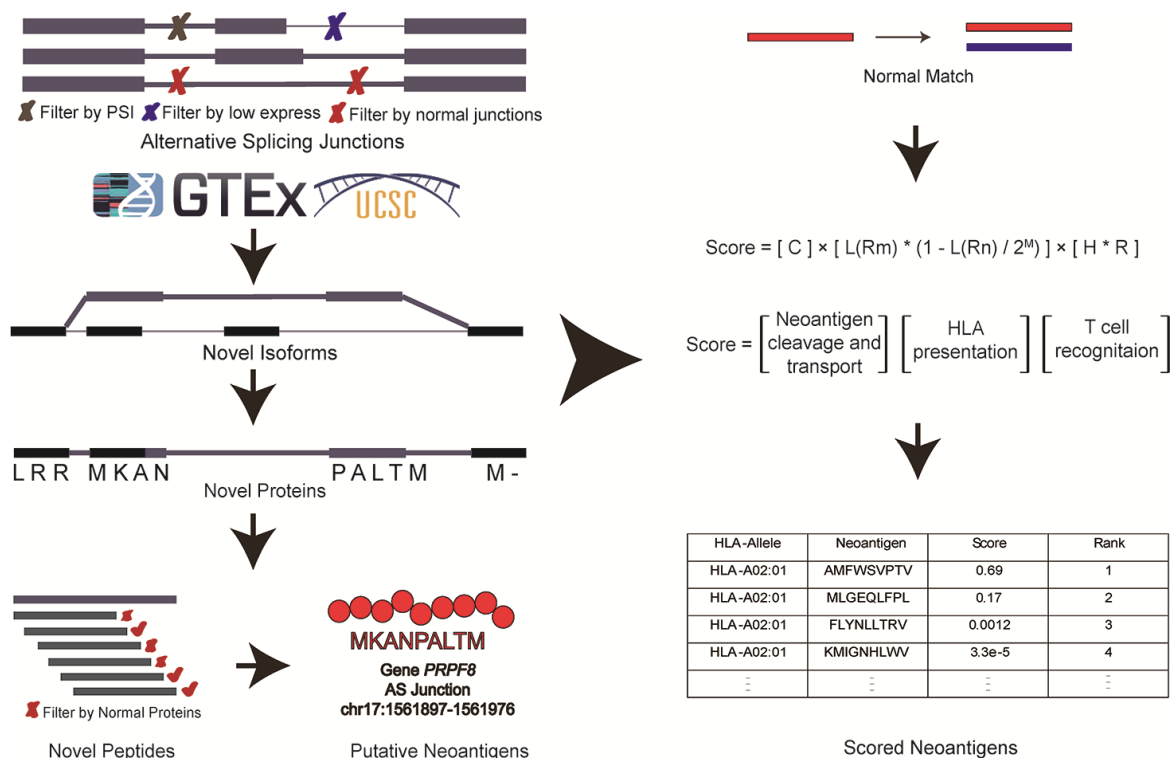 Filter by PSI Filter by low express Filter by normal junctions
Alternative Splicing Junctions
GTEx UCSC
Novel Isoforms
LRR MKAN PALTM M-
Novel Proteins
Filter by Normal Proteins
Novel Peptides
MKANPALTM
Gene PRPF8
AS Junction
chr17:1561897-1561976
Putative Neoantigens
Normal Match
Score = [ C ] × [ L(Rm) * (1 - L(Rn) / 2^M) ] × [ H * R ]
Score = [Neoantigen cleavage and transport] [HLA presentation] [T cell recognitaion]
HLA-Allele Neoantigen Score Rank
HLA-A02:01 AMFWSVPTV 0.69 1
HLA-A02:01 MLGEQLFPL 0.17 2
HLA-A02:01 FLYNLLTRV 0.0012 3
HLA-A02:01 KMIGNHLWV 3.3e-5 4
⋮ ⋮ ⋮ ⋮
Scored Neoantigens